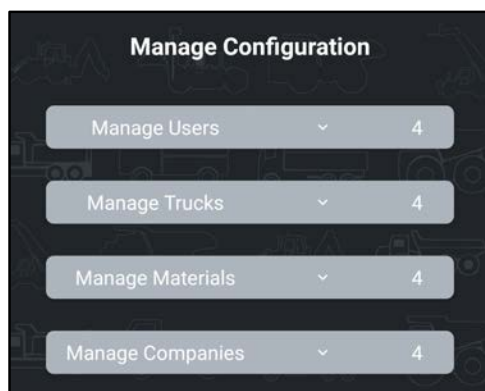 Manage Configuration
Manage Users 4
Manage Trucks 4
Manage Materials 4
Manage Companies 4